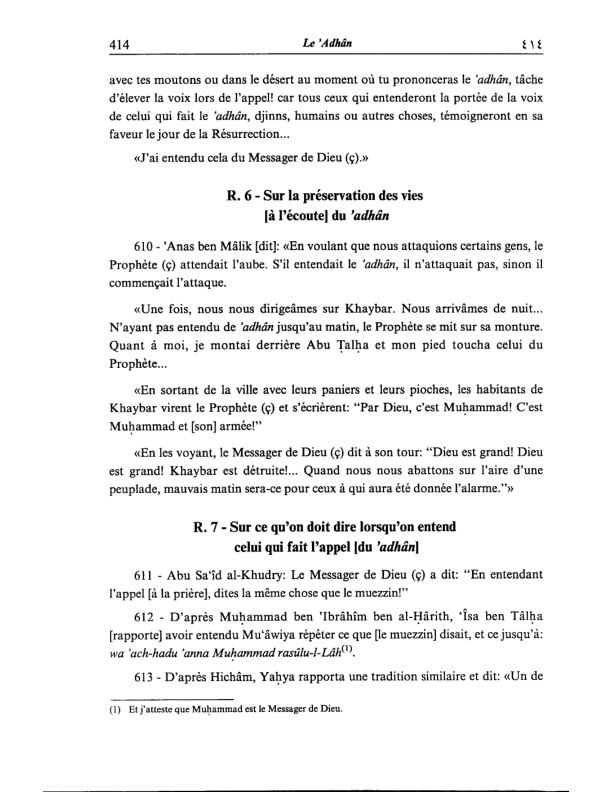 414 Le 'Adhân ٤١٤
avec tes moutons ou dans le désert au moment où tu prononceras le 'adhân, tâche
d'élever la voix lors de l'appel! car tous ceux qui entenderont la portée de la voix
de celui qui fait le 'adhân, djinns, humains ou autres choses, témoigneront en sa
faveur le jour de la Résurrection...
«J'ai entendu cela du Messager de Dieu (ç).»
R. 6 - Sur la préservation des vies
[à l'écoute] du 'adhân
610 - 'Anas ben Mâlik [dit]: «En voulant que nous attaquions certains gens, le
Prophète (ç) attendait l'aube. S'il entendait le 'adhân, il n'attaquait pas, sinon il
commençait l'attaque.
«Une fois, nous nous dirigeâmes sur Khaybar. Nous arrivâmes de nuit...
N'ayant pas entendu de 'adhân jusqu'au matin, le Prophète se mit sur sa monture.
Quant à moi, je montai derrière Abu Ṭalḥa et mon pied toucha celui du
Prophète...
«En sortant de la ville avec leurs paniers et leurs pioches, les habitants de
Khaybar virent le Prophète (ç) et s'écrièrent: "Par Dieu, c'est Muḥammad! C'est
Muḥammad et [son] armée!"
«En les voyant, le Messager de Dieu (ç) dit à son tour: "Dieu est grand! Dieu
est grand! Khaybar est détruite!... Quand nous nous abattons sur l'aire d'une
peuplade, mauvais matin sera-ce pour ceux à qui aura été donnée l'alarme."»
R. 7 - Sur ce qu'on doit dire lorsqu'on entend
celui qui fait l'appel [du 'adhân]
611 - Abu Sa‘îd al-Khudry: Le Messager de Dieu (ç) a dit: "En entendant
l'appel [à la prière], dites la même chose que le muezzin!"
612 - D'après Muḥammad ben 'Ibrâhîm ben al-Ḥârith, ‘Îsa ben Tâlḥa
[rapporte] avoir entendu Mu‘âwiya répéter ce que [le muezzin] disait, et ce jusqu'à:
wa 'ach-hadu 'anna Muḥammad rasûlu-l-Lâh(1).
613 - D'après Hichâm, Yaḥya rapporta une tradition similaire et dit: «Un de
(1) Et j'atteste que Muḥammad est le Messager de Dieu.